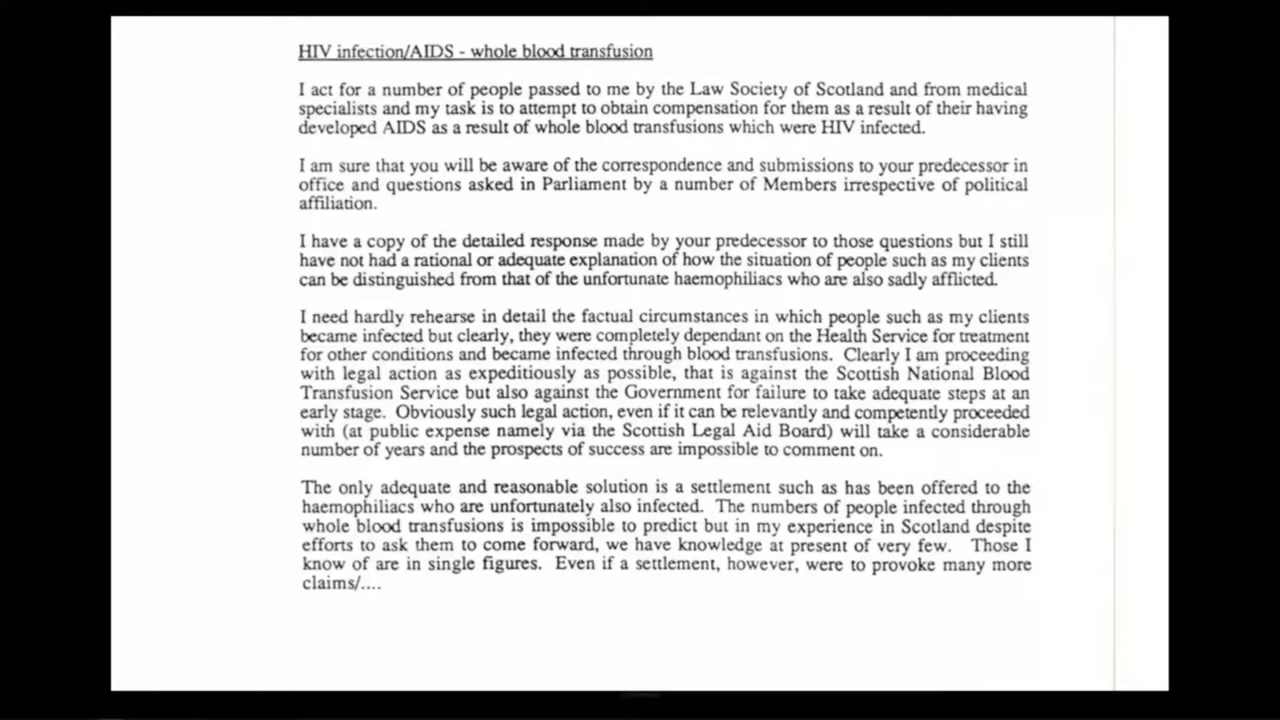 HIV infection/AIDS - whole blood transfusion
I act for a number of people passed to me by the Law Society of Scotland and from medical
specialists and my task is to attempt to obtain compensation for them as a result of their having
developed AIDS as a result of whole blood transfusions which were HIV infected.
I am sure that you will be aware of the correspondence and submissions to your predecessor in
office and questions asked in Parliament by a number of Members irrespective of political
affiliation.
I have a copy of the detailed response made by your predecessor to those questions but I still
have not had a rational or adequate explanation of how the situation of people such as my clients
can be distinguished from that of the unfortunate haemophiliacs who are also sadly afflicted.
I need hardly rehearse in detail the factual circumstances in which people such as my clients
became infected but clearly, they were completely dependant on the Health Service for treatment
for other conditions and became infected through blood transfusions. Clearly I am proceeding
with legal action as expeditiously as possible, that is against the Scottish National Blood
Transfusion Service but also against the Government for failure to take adequate steps at an
early stage. Obviously such legal action, even if it can be relevantly and competently proceeded
with (at public expense namely via the Scottish Legal Aid Board) will take a considerable
number of years and the prospects of success are impossible to comment on.
The only adequate and reasonable solution is a settlement such as has been offered to the
haemophiliacs who are unfortunately also infected. The numbers of people infected through
whole blood transfusions is impossible to predict but in my experience in Scotland despite
efforts to ask them to come forward, we have knowledge at present of very few. Those I
know of are in single figures. Even if a settlement, however, were to provoke many more
claims/....